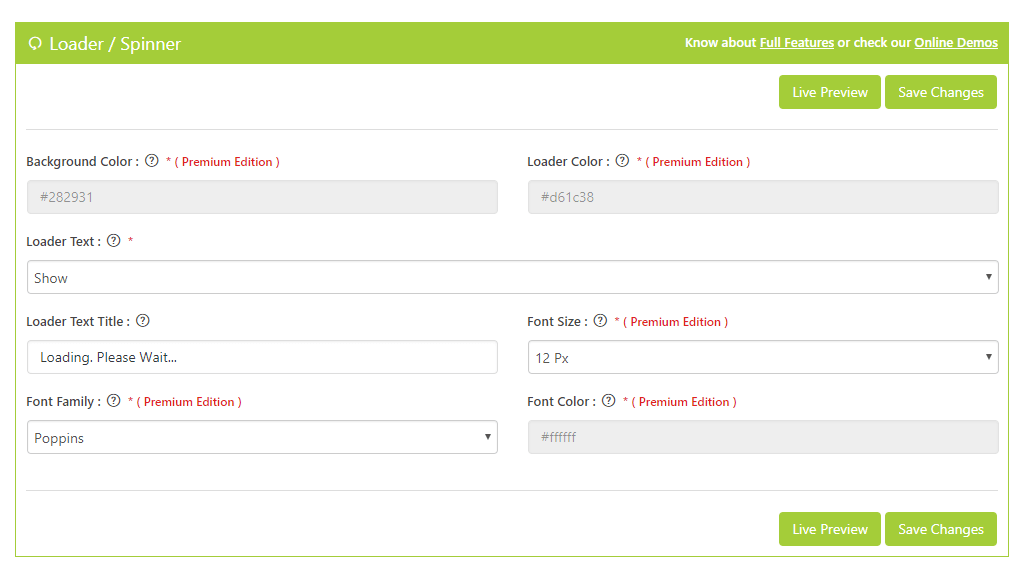 Loader / Spinner
Know about Full Features or check our Online Demos
Live Preview Save Changes
Background Color : ? * ( Premium Edition ) Loader Color : ? * ( Premium Edition )
#282931 #d61c38
Loader Text : ? *
Show
Loader Text Title : ? Font Size : ? * ( Premium Edition )
Loading. Please Wait... 12 Px
Font Family : ? * ( Premium Edition ) Font Color : ? * ( Premium Edition )
Poppins #ffffff
Live Preview Save Changes